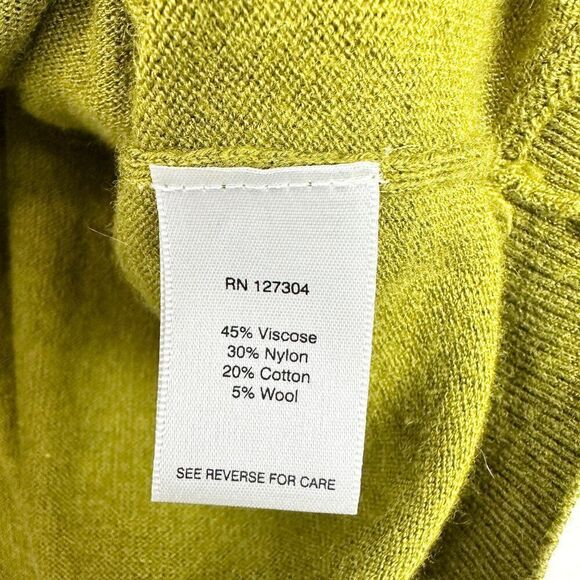 RN 127304
45% Viscose
30% Nylon
20% Cotton
5% Wool
SEE REVERSE FOR CARE